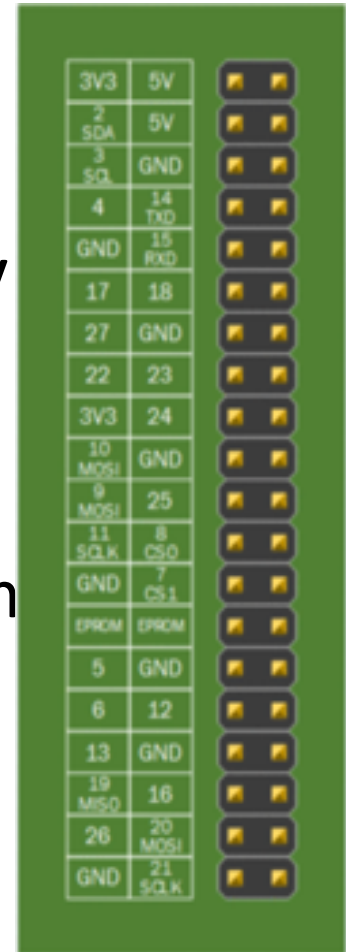 3V3 5V
2 SDA 5V
3 SCL GND
4 14 TXD
GND 15 RXD
17 18
27 GND
22 23
3V3 24
10 MOSI GND
9 MOSI 25
11 SCLK 8 CS0
GND 7 CS1
EPROM EPROM
5 GND
6 12
13 GND
19 MISO 16
26 20 MOSI
GND 21 SCLK